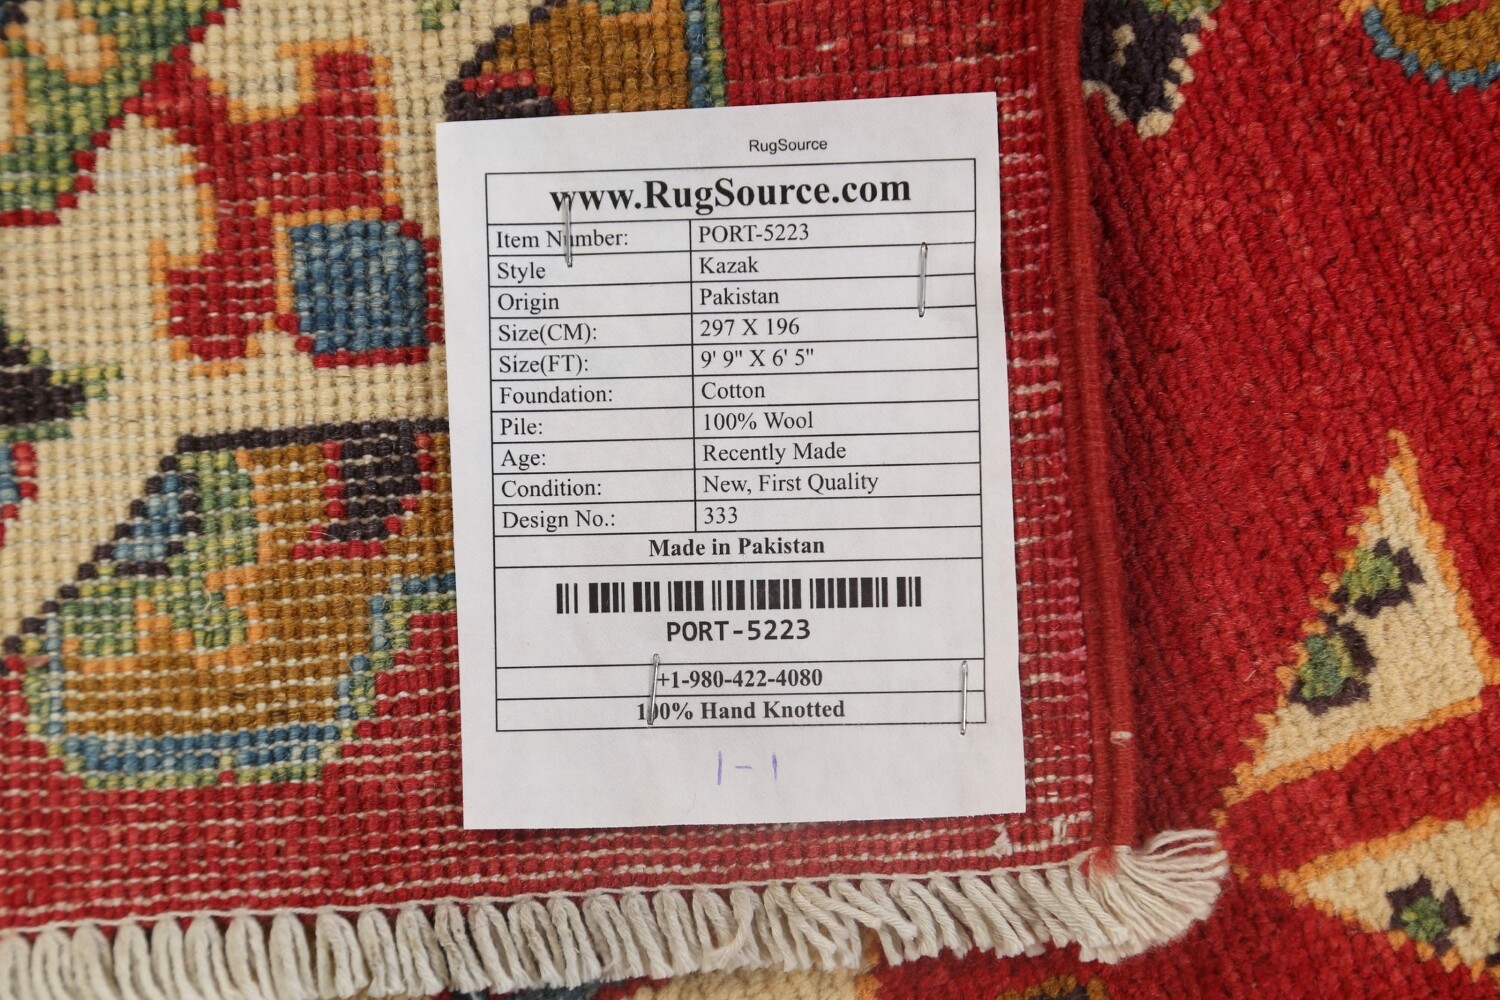 RugSource
www.RugSource.com
Item Number: PORT-5223
Style Kazak
Origin Pakistan
Size(CM): 297 X 196
Size(FT): 9' 9" X 6' 5"
Foundation: Cotton
Pile: 100% Wool
Age: Recently Made
Condition: New, First Quality
Design No.: 333
Made in Pakistan
PORT-5223
+1-980-422-4080
100% Hand Knotted
1-1